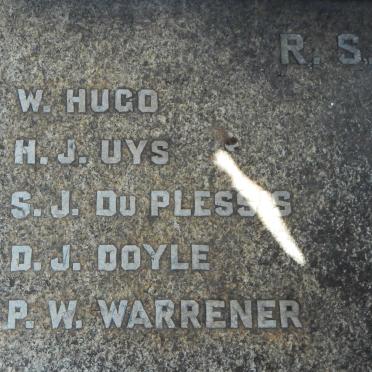 R. S.
W. HUGO
H. J. UYS
S. J. DU PLESSIS
D. J. DOYLE
P. W. WARRENER